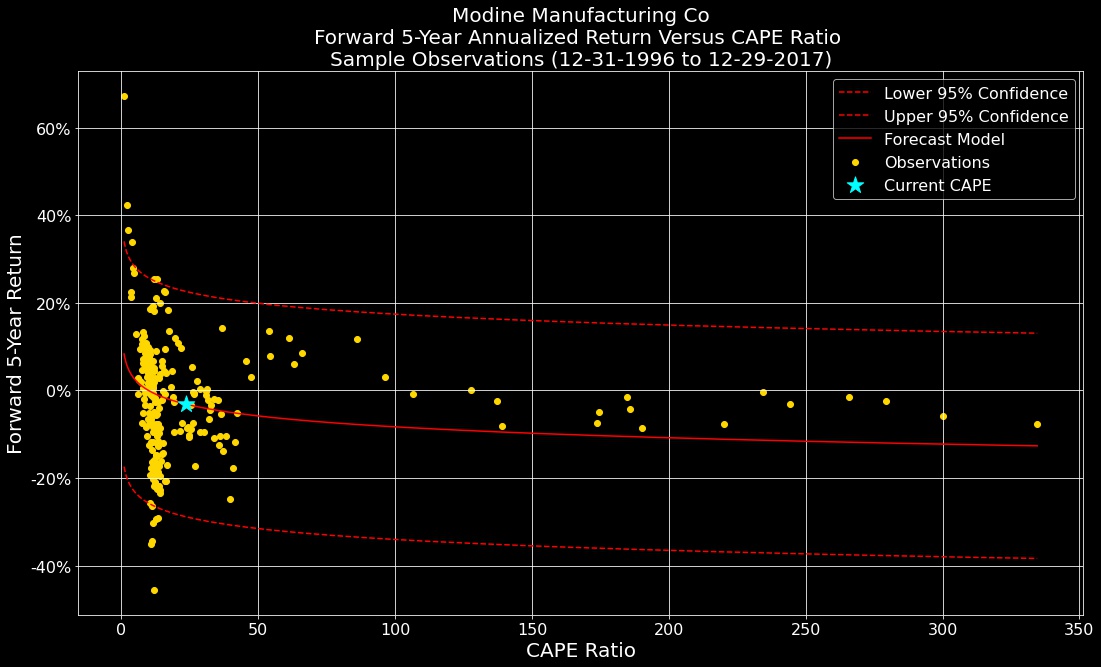 Modine Manufacturing Co
Forward 5-Year Annualized Return Versus CAPE Ratio
Sample Observations (12-31-1996 to 12-29-2017)
Lower 95% Confidence
Upper 95% Confidence
Forecast Model
Observations
Current CAPE
Forward 5-Year Return
60%
40%
20%
0%
-20%
-40%
0
50
100
150
200
250
300
350
CAPE Ratio